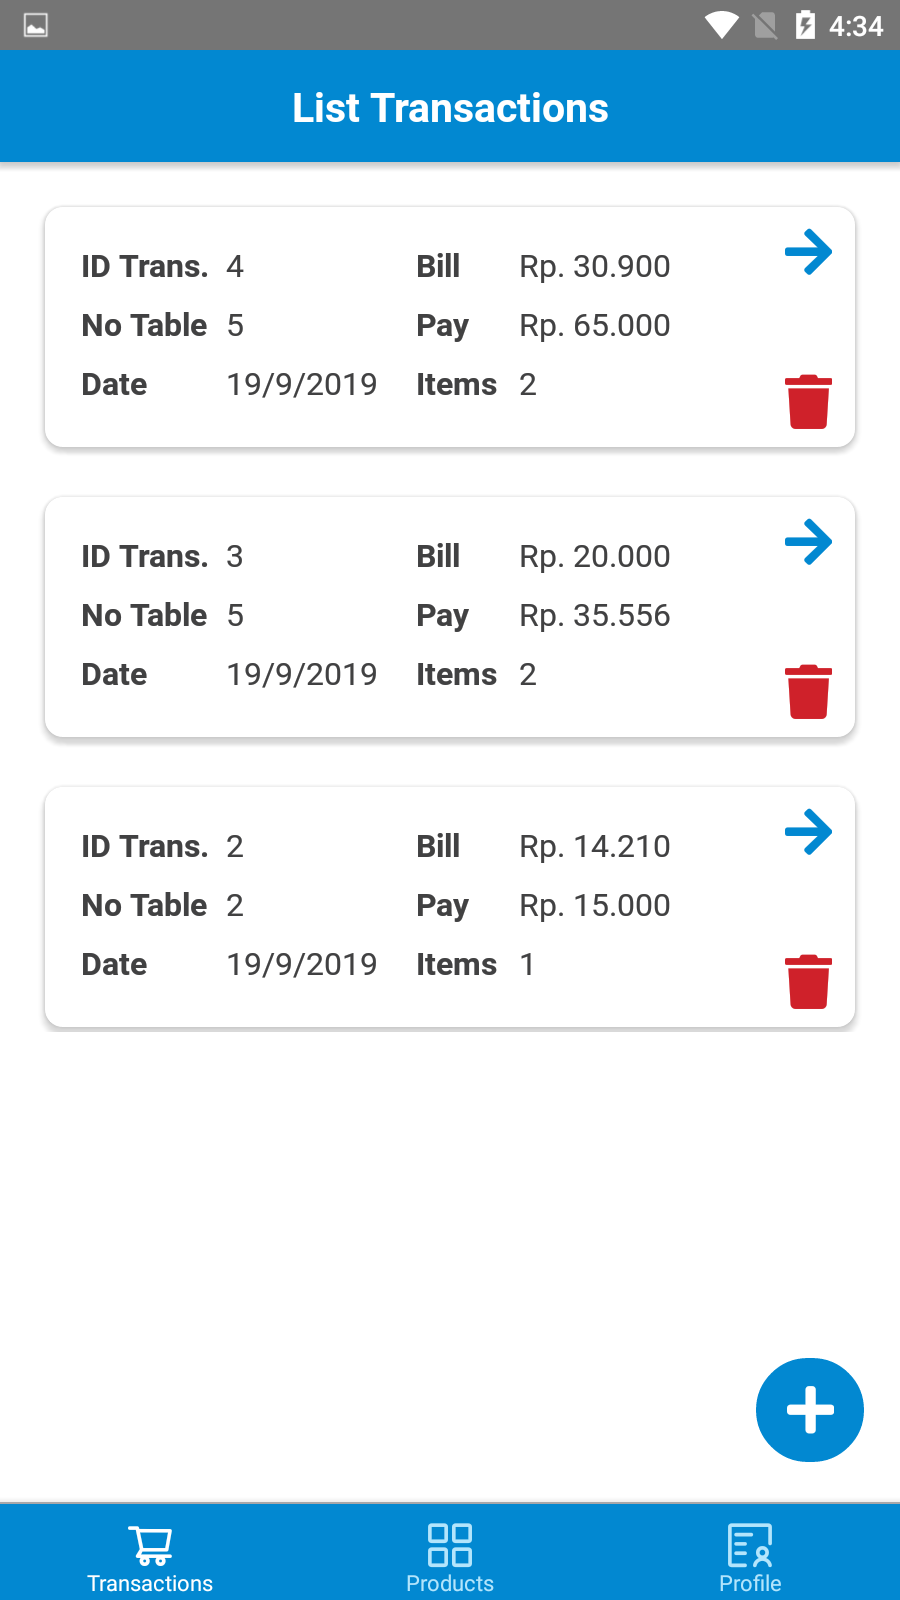 4:34
List Transactions
ID Trans. 4 Bill Rp. 30.900
No Table 5 Pay Rp. 65.000
Date 19/9/2019 Items 2
ID Trans. 3 Bill Rp. 20.000
No Table 5 Pay Rp. 35.556
Date 19/9/2019 Items 2
ID Trans. 2 Bill Rp. 14.210
No Table 2 Pay Rp. 15.000
Date 19/9/2019 Items 1
Transactions Products Profile